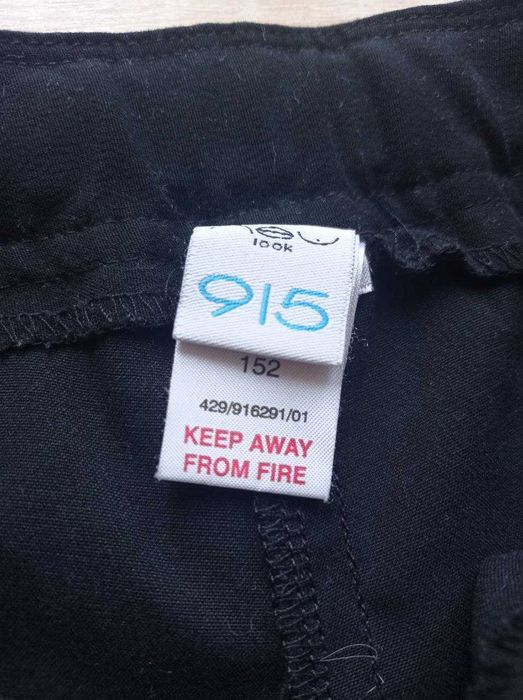 look
915
152
429/916291/01
KEEP AWAY
FROM FIRE